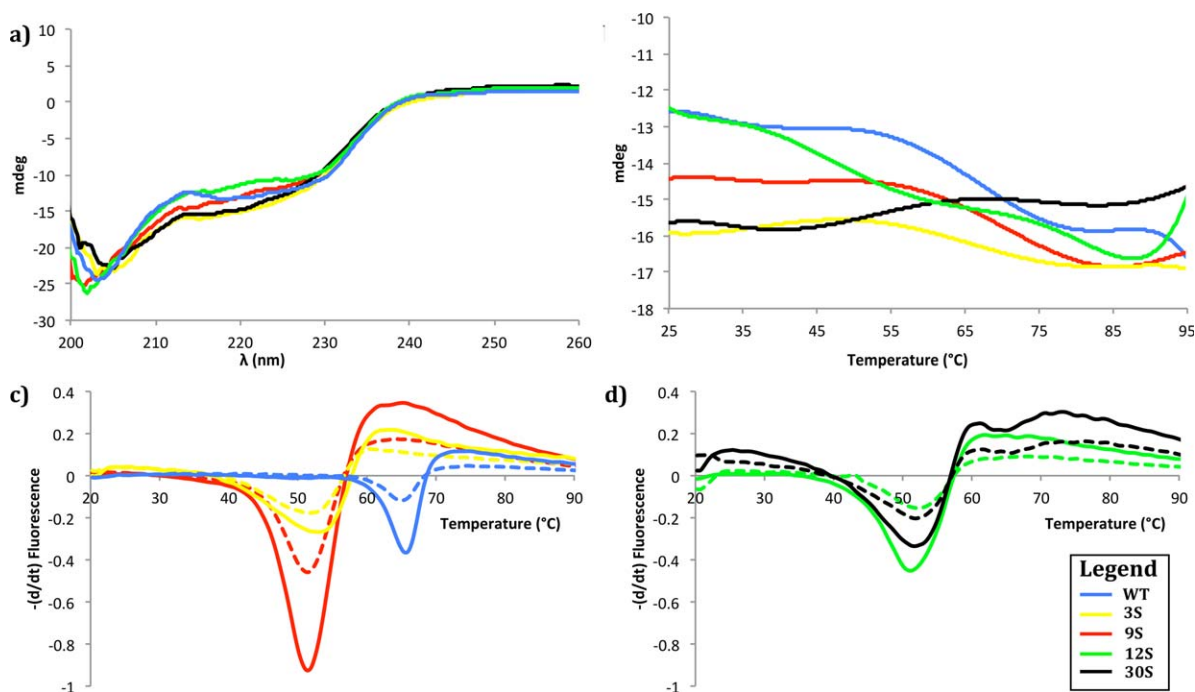 a)
10
5
0
-5
-10
-15
-20
-25
-30
mdeg
200 210 220 230 240 250 260
λ (nm)
-10
-11
-12
-13
-14
-15
-16
-17
-18
mdeg
25 35 45 55 65 75 85 95
Temperature (°C)
c)
0.4
0.2
0
-0.2
-0.4
-0.6
-0.8
-1
-(d/dt) Fluorescence
20 30 40 50 60 70 80 90
Temperature (°C)
d)
0.4
0.2
0
-0.2
-0.4
-0.6
-0.8
-1
-(d/dt) Fluorescence
20 30 40 50 60 70 80 90
Temperature (°C)
Legend
WT
3S
9S
12S
30S